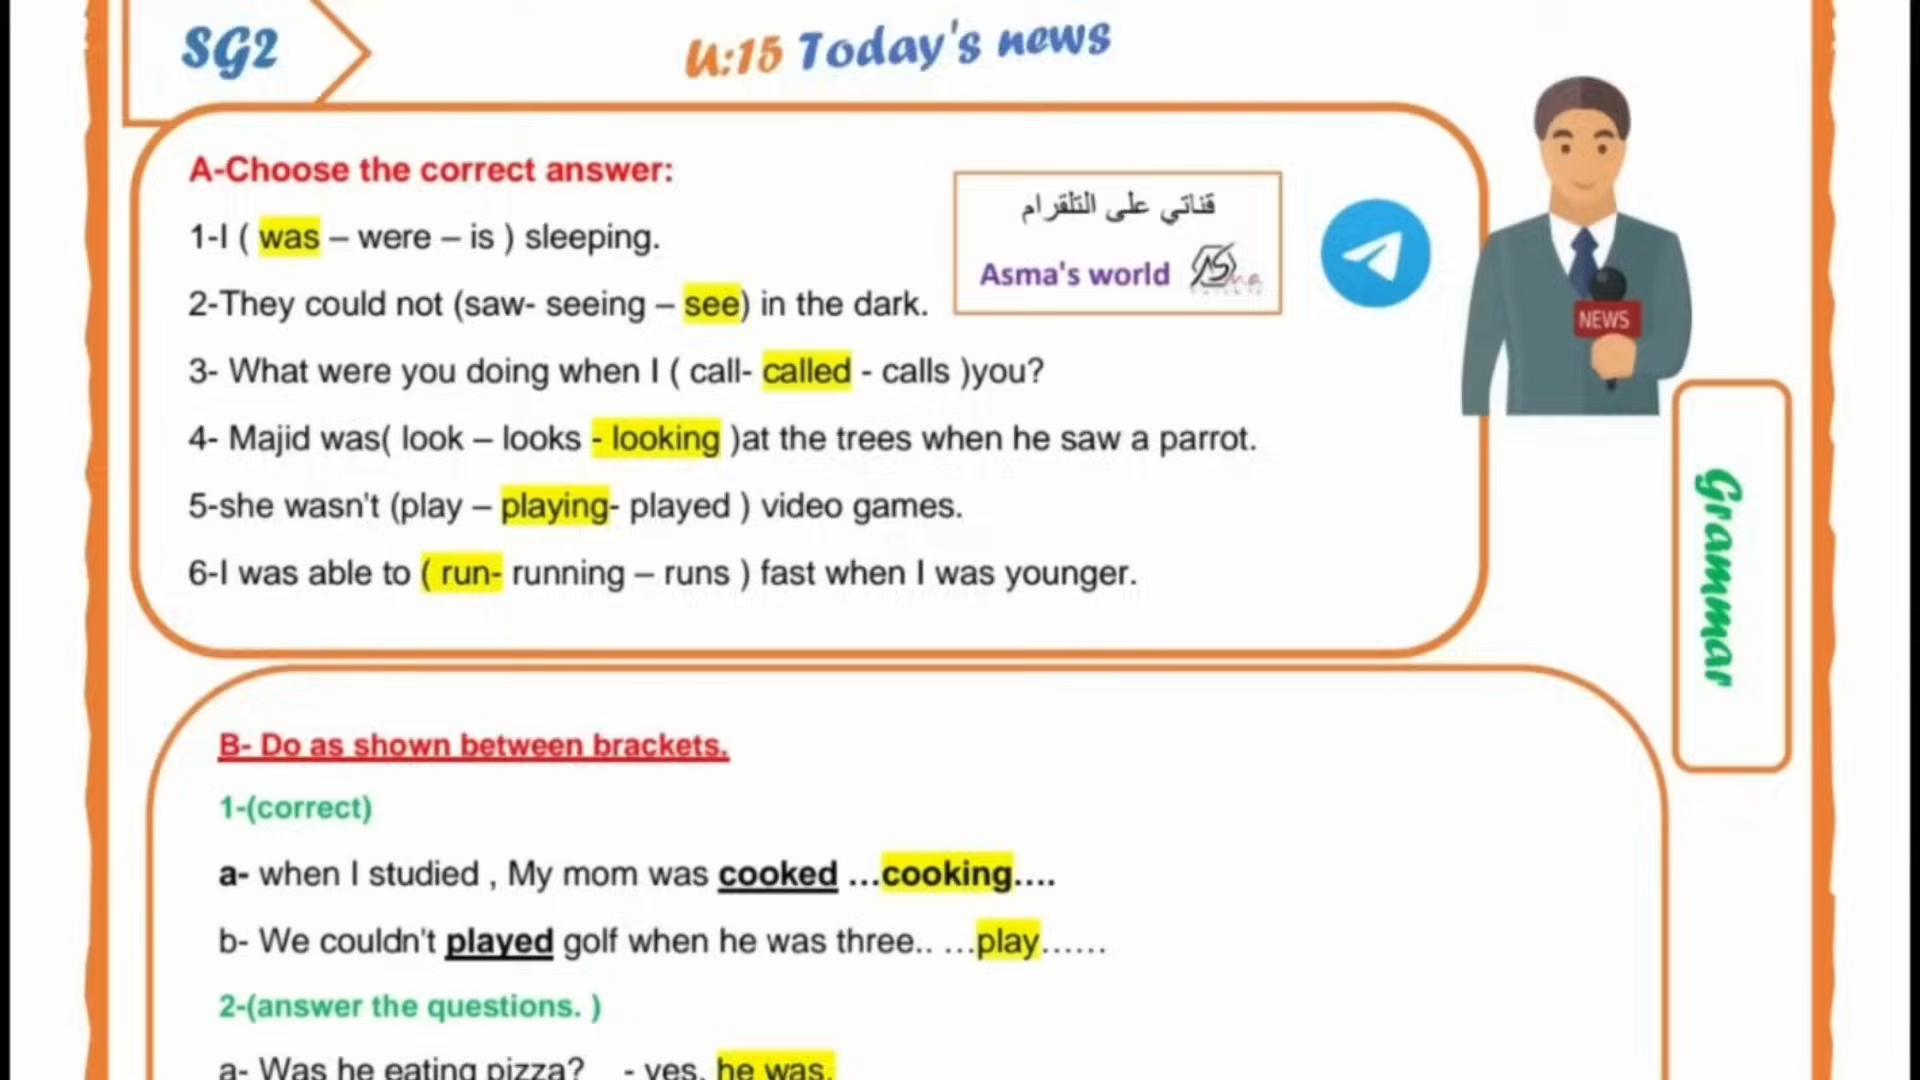 SG2
U:15 Today's news
A-Choose the correct answer:
قناتي على التلقرام
Asma's world
1-I ( was – were – is ) sleeping.
2-They could not (saw- seeing – see) in the dark.
3- What were you doing when I ( call- called - calls )you?
4- Majid was( look – looks - looking )at the trees when he saw a parrot.
5-she wasn't (play – playing- played ) video games.
6-I was able to ( run- running – runs ) fast when I was younger.
NEWS
Grammar
B- Do as shown between brackets.
1-(correct)
a- when I studied , My mom was cooked ...cooking....
b- We couldn't played golf when he was three.. ...play......
2-(answer the questions. )
a- Was he eating pizza? - yes, he was.